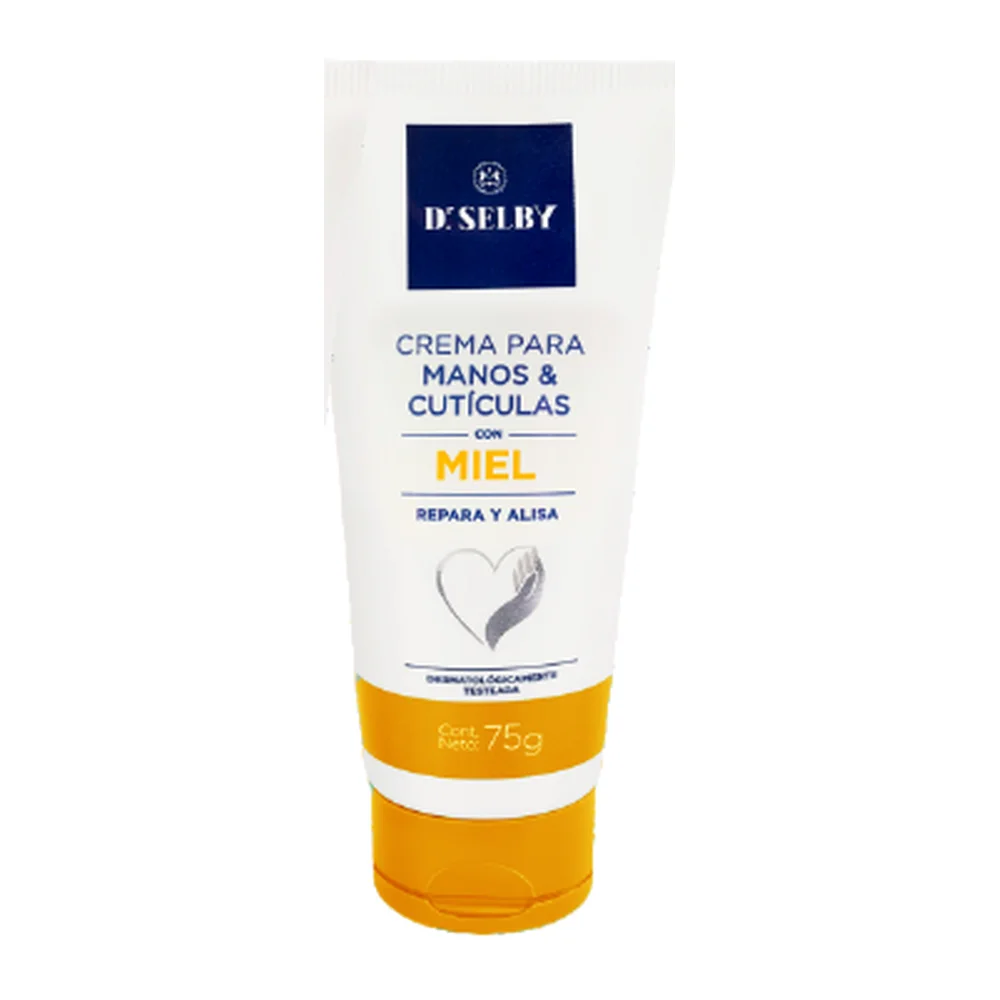 Dr. SELBY
CREMA PARA
MANOS &
CUTÍCULAS
CON
MIEL
REPARA Y ALISA
DERMATOLÓGICAMENTE
TESTEADA
Cont.
Neto: 75g